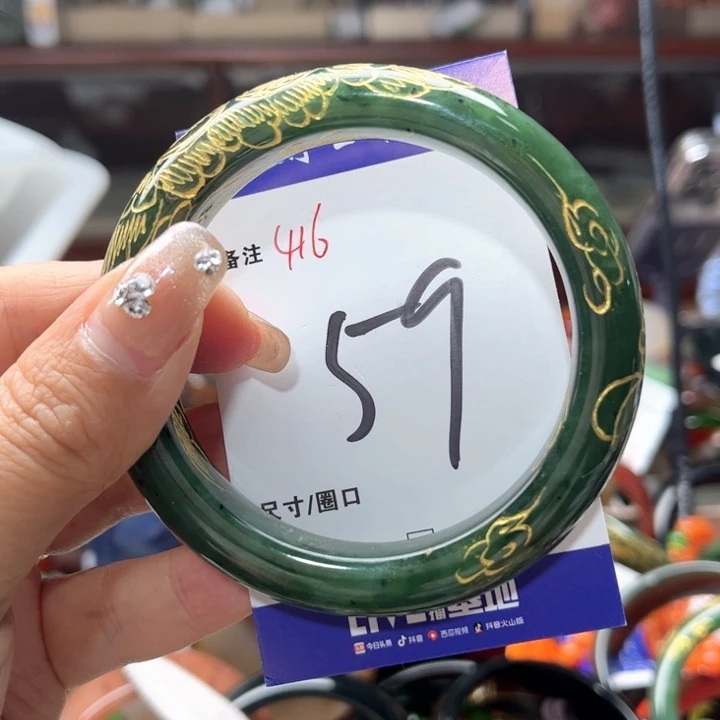 备注 416
59
尺寸/圈口
今日头条 抖音 西瓜视频 抖音火山版